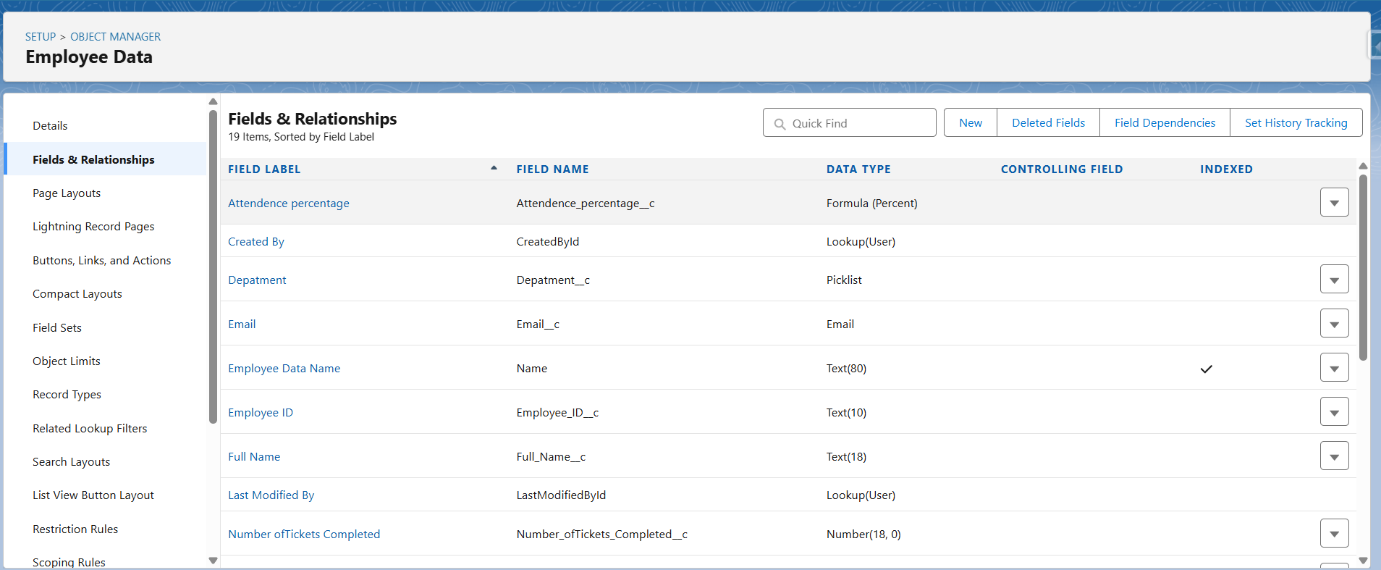 SETUP > OBJECT MANAGER
Employee Data
Details
Fields & Relationships
Page Layouts
Lightning Record Pages
Buttons, Links, and Actions
Compact Layouts
Field Sets
Object Limits
Record Types
Related Lookup Filters
Search Layouts
List View Button Layout
Restriction Rules
Scoping Rules
Fields & Relationships
19 Items, Sorted by Field Label
Quick Find
New Deleted Fields Field Dependencies Set History Tracking
FIELD LABEL FIELD NAME DATA TYPE CONTROLLING FIELD INDEXED
Attendence percentage Attendence_percentage__c Formula (Percent)
Created By CreatedById Lookup(User)
Depatment Depatment__c Picklist
Email Email__c Email
Employee Data Name Name Text(80)
Employee ID Employee_ID__c Text(10)
Full Name Full_Name__c Text(18)
Last Modified By LastModifiedById Lookup(User)
Number ofTickets Completed Number_ofTickets_Completed__c Number(18, 0)